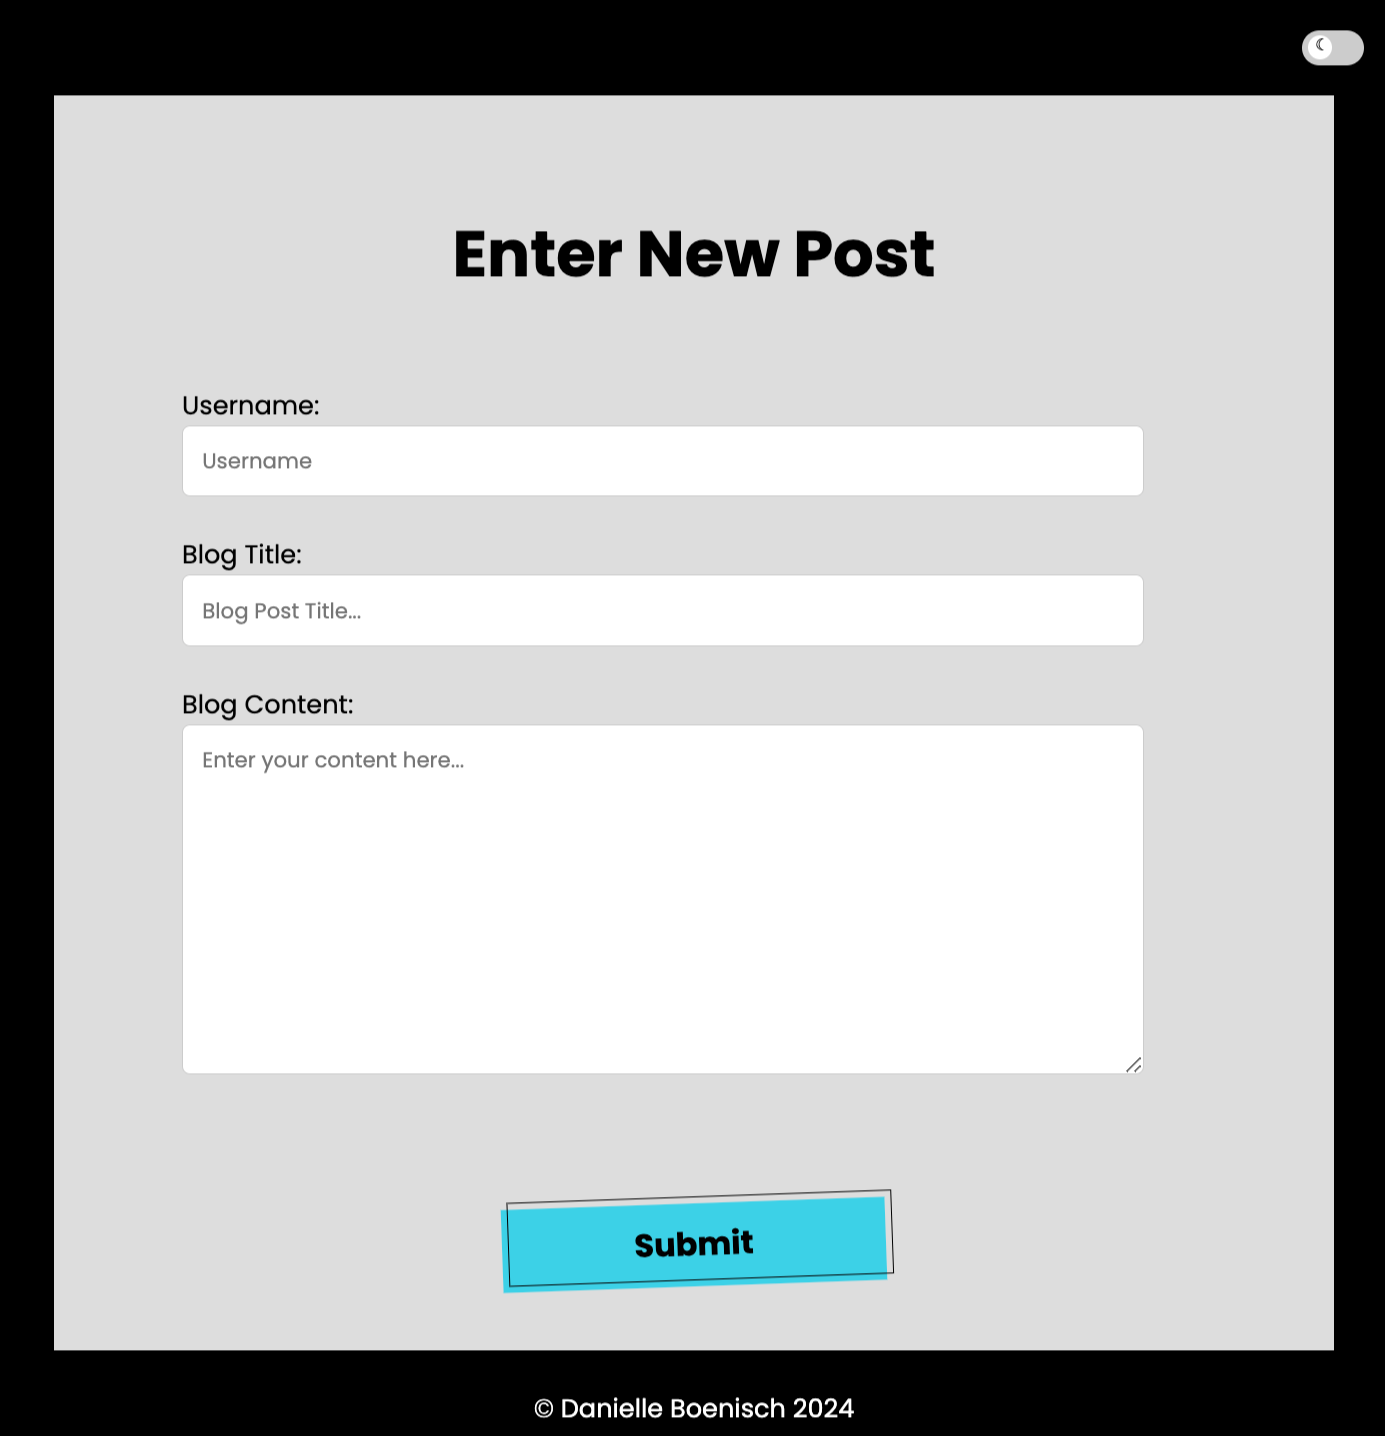 Enter New Post
Username:
Username
Blog Title:
Blog Post Title...
Blog Content:
Enter your content here...
Submit
© Danielle Boenisch 2024